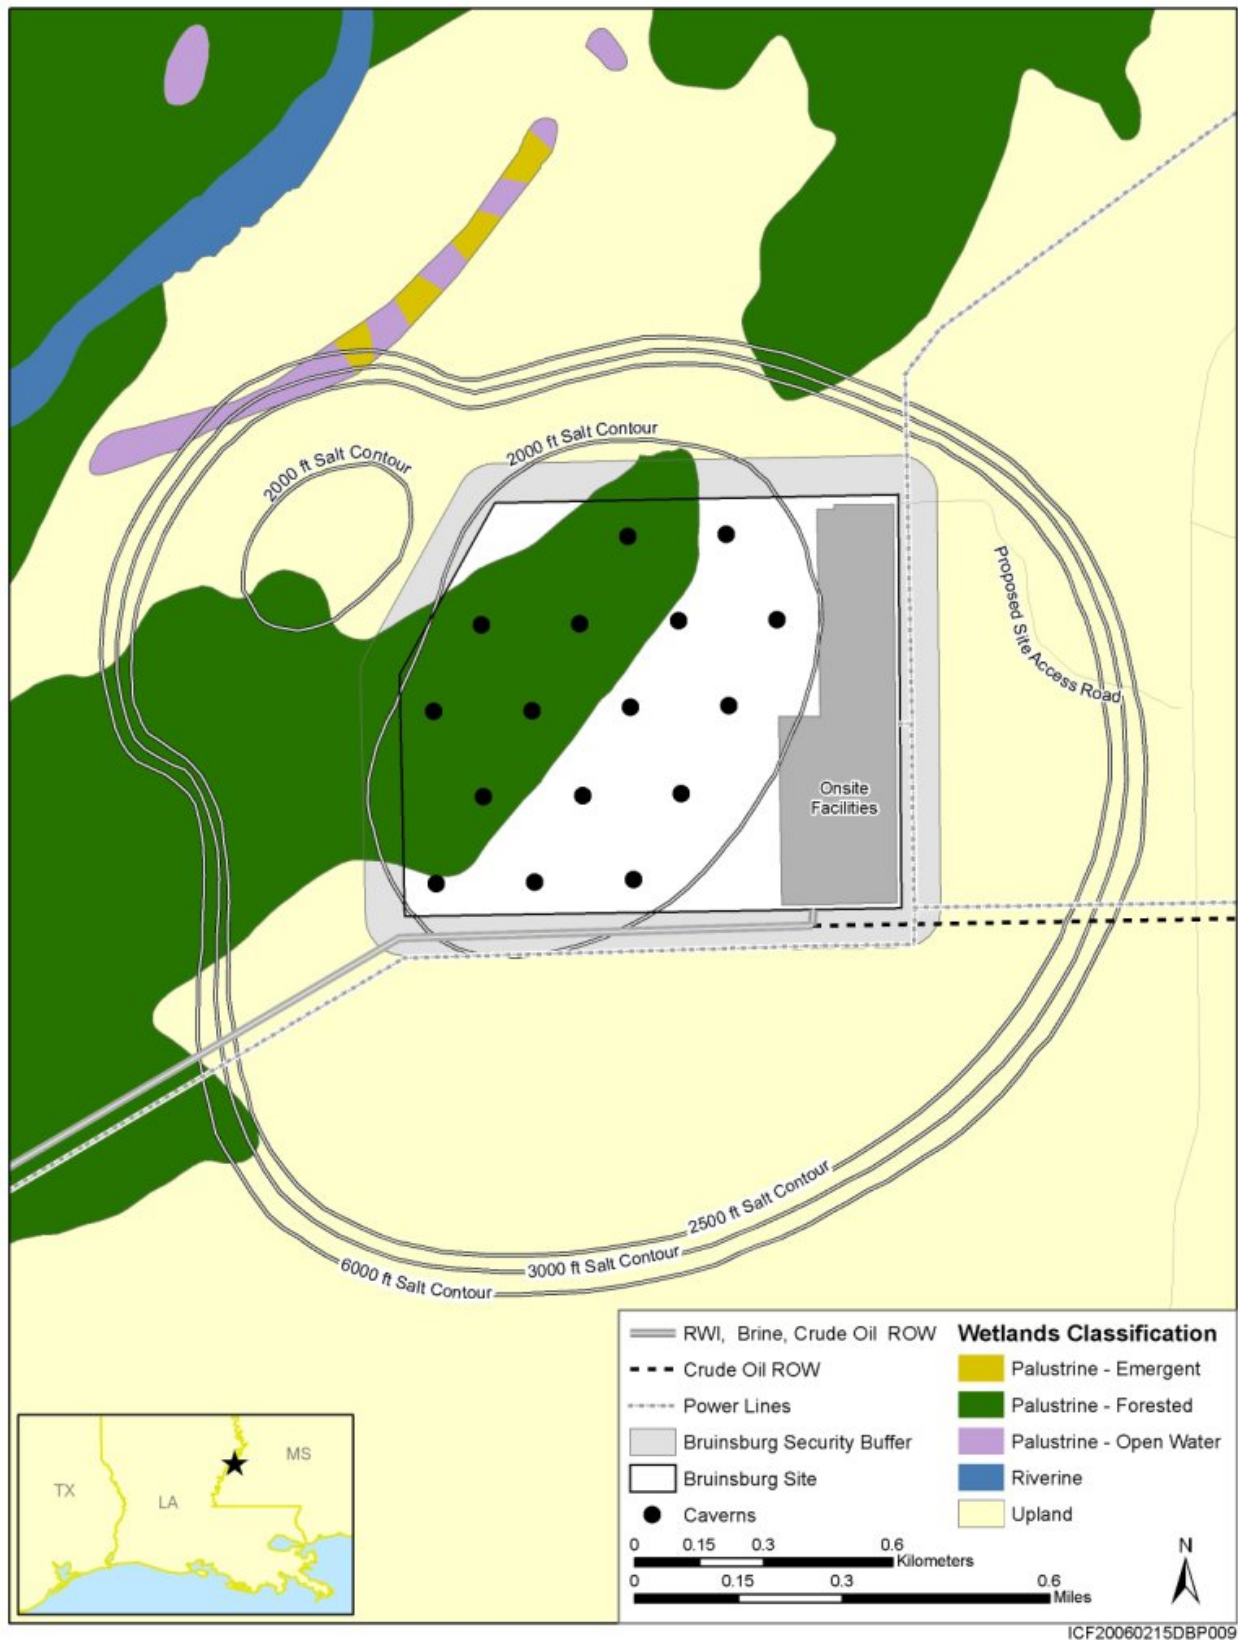 2000 ft Salt Contour
2000 ft Salt Contour
Proposed Site Access Road
Onsite
Facilities
2500 ft Salt Contour
3000 ft Salt Contour
6000 ft Salt Contour
RWI, Brine, Crude Oil ROW
Crude Oil ROW
Power Lines
Bruinsburg Security Buffer
Bruinsburg Site
Caverns
0 0.15 0.3 0.6
Kilometers
0 0.15 0.3 0.6
Miles
Wetlands Classification
Palustrine - Emergent
Palustrine - Forested
Palustrine - Open Water
Riverine
Upland
N
TX
LA
MS
ICF20060215DBP009